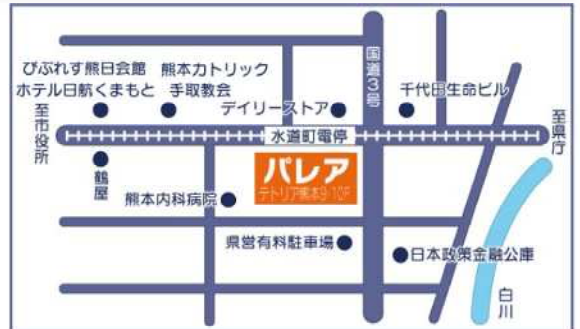 国道3号
びぷれす熊日会館
熊本カトリック
ホテル日航くまもと
手取教会
デイリーストア
千代田生命ビル
至市役所
水道町電停
至県庁
鶴屋
パレア
テトリア熊本9・10F
熊本内科病院
県営有料駐車場
日本政策金融公庫
白川